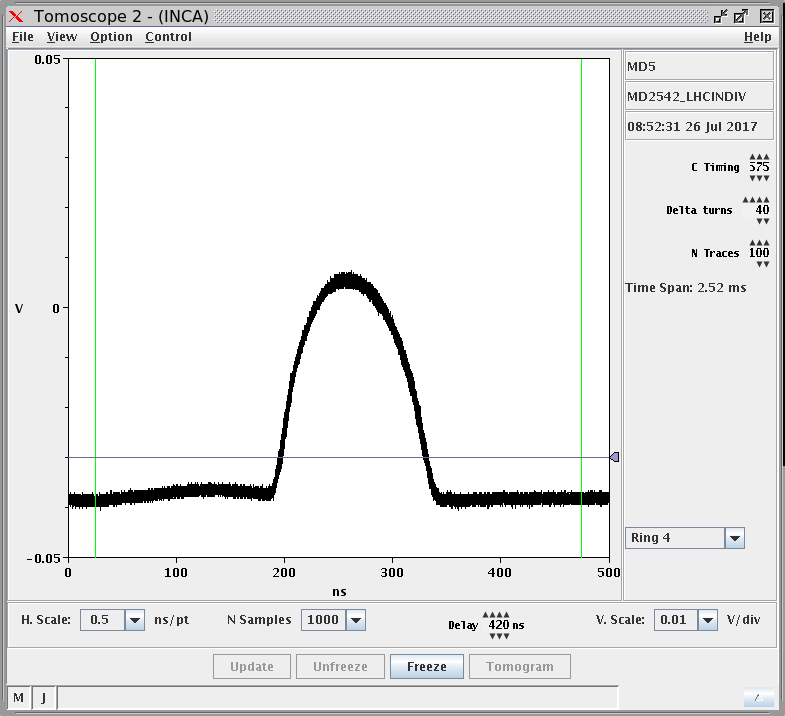 Tomoscope 2 - (INCA)
File View Option Control Help
0.05
V 0
-0.05
0 100 200 300 400 500
ns
MD5
MD2542_LHCINDIV
08:52:31 26 Jul 2017
C Timing 575
Delta turns 40
N Traces 100
Time Span: 2.52 ms
Ring 4
H. Scale: 0.5 ns/pt N Samples 1000 Delay 420 ns V. Scale: 0.01 V/div
Update Unfreeze Freeze Tomogram
M J